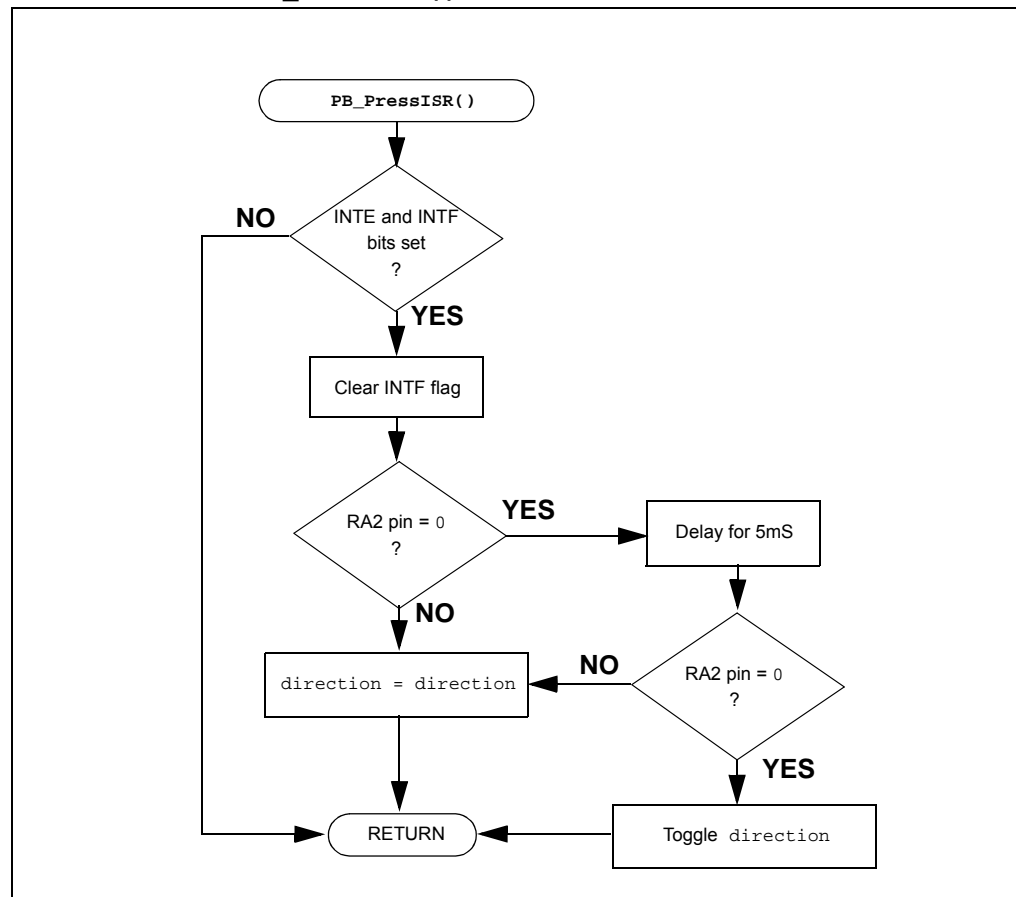 PB_PressISR()
NO
INTE and INTF
bits set
?
YES
Clear INTF flag
RA2 pin = 0
?
YES
Delay for 5mS
NO
direction = direction
NO
RA2 pin = 0
?
YES
RETURN
Toggle direction